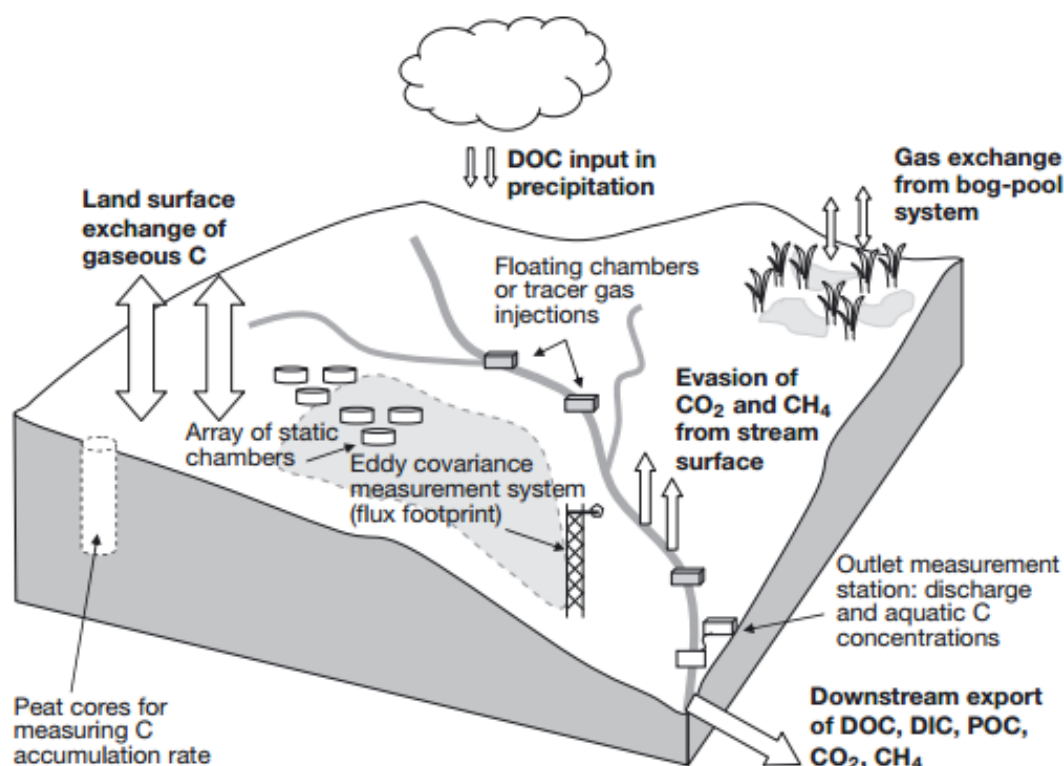 DOC input in
precipitation
Gas exchange
from bog-pool
system
Land surface
exchange of
gaseous C
Floating chambers
or tracer gas
injections
Evasion of
CO₂ and CH₄
from stream
surface
Array of static
chambers
Eddy covariance
measurement system
(flux footprint)
Outlet measurement
station: discharge
and aquatic C
concentrations
Peat cores for
measuring C
accumulation rate
Downstream export
of DOC, DIC, POC,
CO₂, CH₄